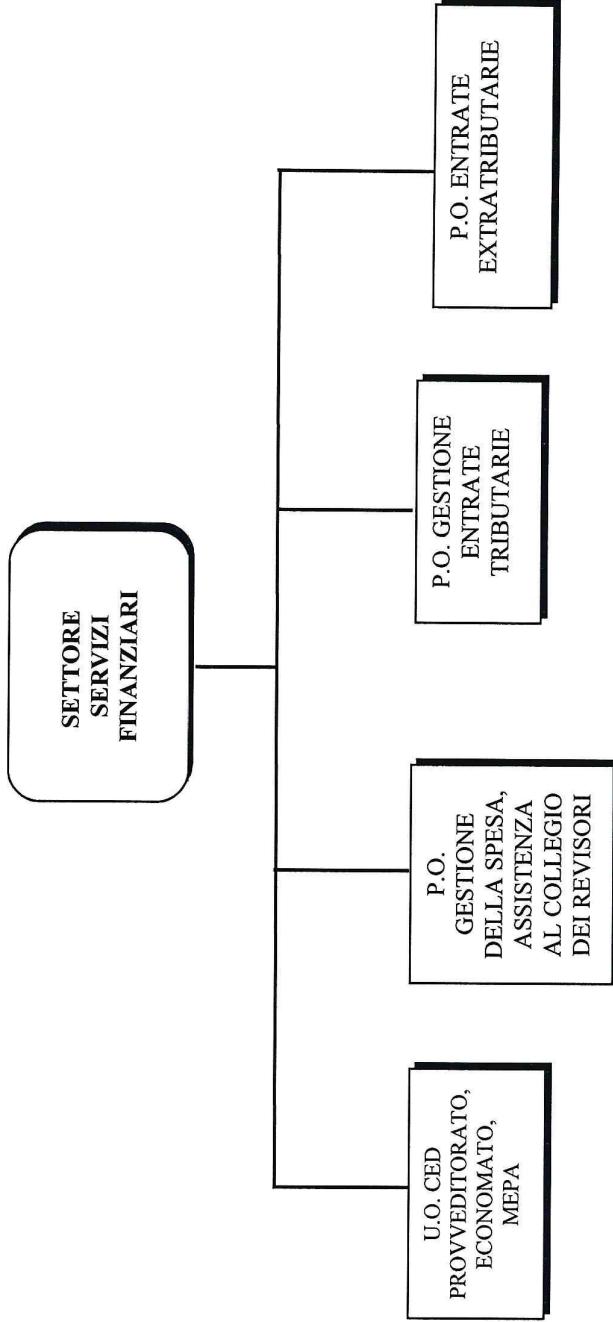 SETTORE
SERVIZI
FINANZIARI
U.O. CED
PROVVEDITORATO,
ECONOMATO,
MEPA
P.O.
GESTIONE
DELLA SPESA,
ASSISTENZA
AL COLLEGIO
DEI REVISORI
P.O. GESTIONE
ENTRATE
TRIBUTARIE
P.O. ENTRATE
EXTRATRIBUTARIE